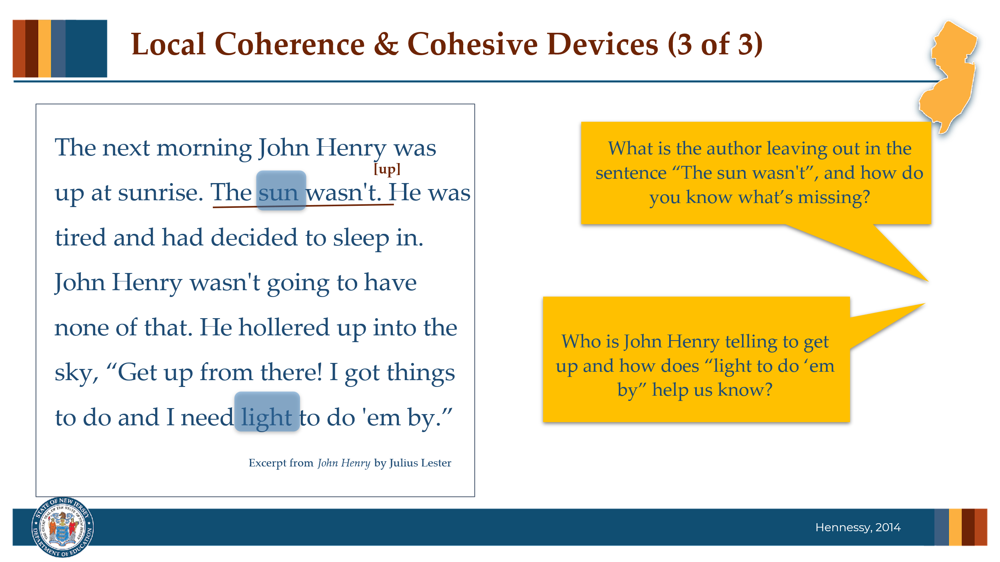 Local Coherence & Cohesive Devices (3 of 3)
The next morning John Henry was
[up]
up at sunrise. The sun wasn't. He was
tired and had decided to sleep in.
John Henry wasn't going to have
none of that. He hollered up into the
sky, “Get up from there! I got things
to do and I need light to do 'em by.”
Excerpt from John Henry by Julius Lester
What is the author leaving out in the
sentence “The sun wasn't”, and how do
you know what’s missing?
Who is John Henry telling to get
up and how does “light to do ‘em
by” help us know?
STATE OF NEW JERSEY
DEPARTMENT OF EDUCATION
THE GREAT SEAL OF THE STATE OF NEW JERSEY
Hennessy, 2014